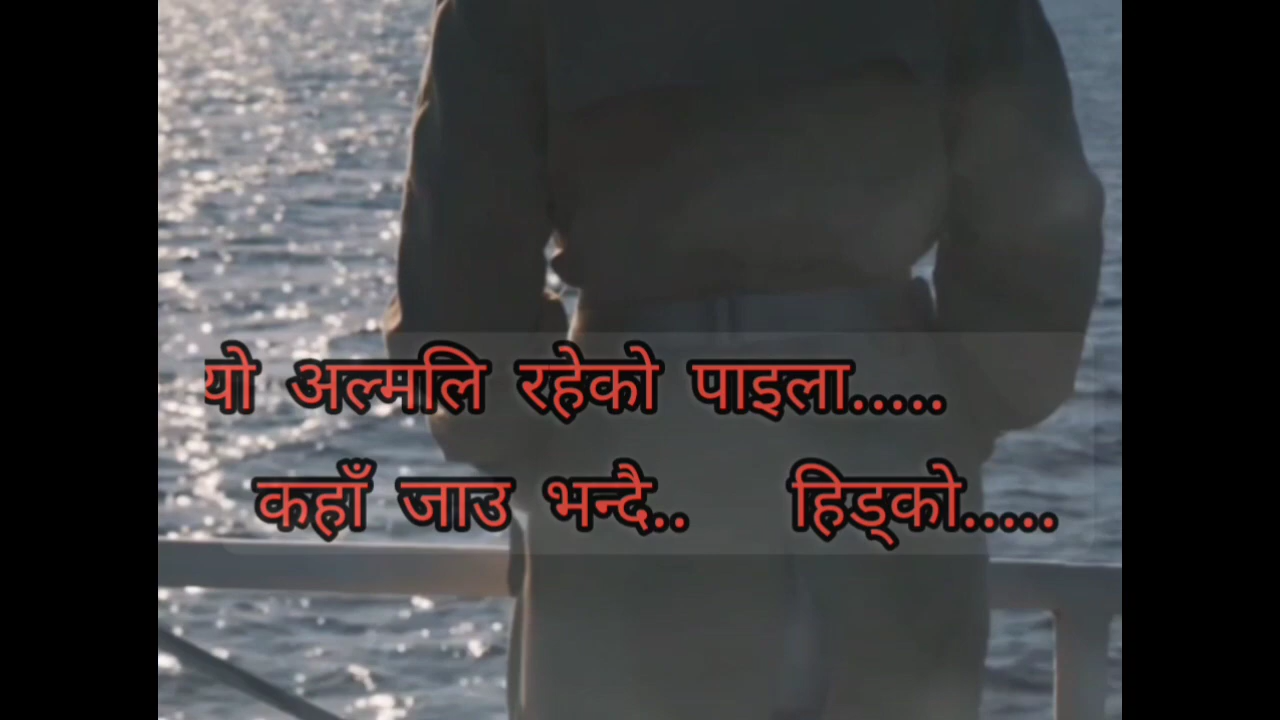 यो अल्मलि रहेको पाइला.....
कहाँ जाउ भन्दै.. हिड्को.....